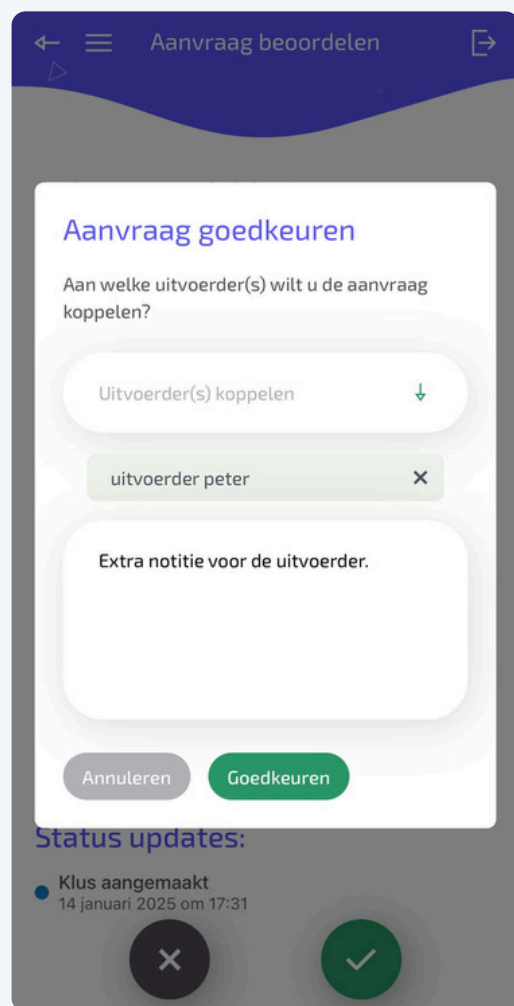 Aanvraag beoordelen
Aanvraag goedkeuren
Aan welke uitvoerder(s) wilt u de aanvraag
koppelen?
Uitvoerder(s) koppelen
uitvoerder peter
Extra notitie voor de uitvoerder.
Annuleren
Goedkeuren
Status updates:
Klus aangemaakt
14 januari 2025 om 17:31